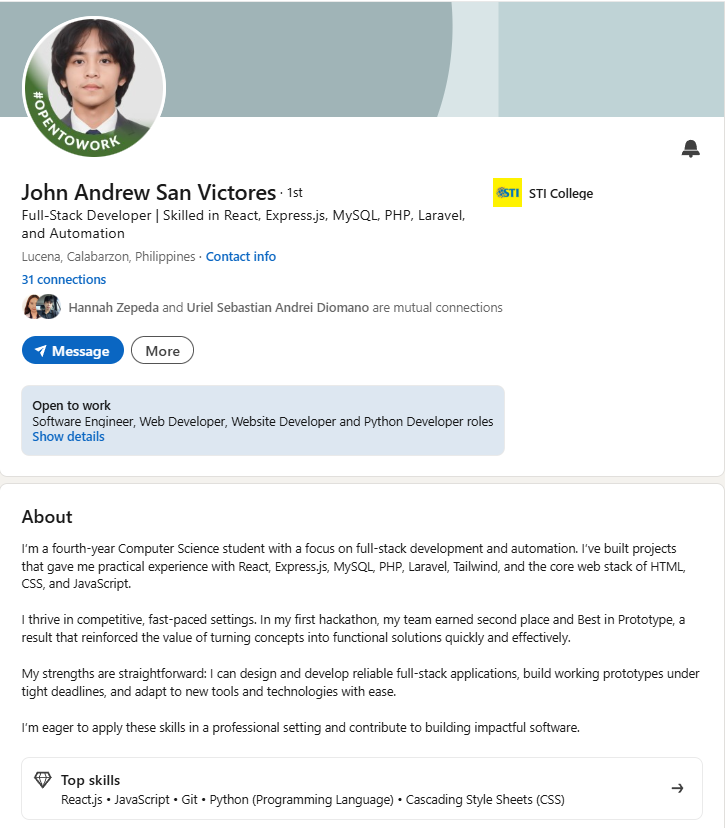 #OPENTOWORK
John Andrew San Victores · 1st
STI STI College
Full-Stack Developer | Skilled in React, Express.js, MySQL, PHP, Laravel,
and Automation
Lucena, Calabarzon, Philippines · Contact info
31 connections
Hannah Zepeda and Uriel Sebastian Andrei Diomano are mutual connections
Message More
Open to work
Software Engineer, Web Developer, Website Developer and Python Developer roles
Show details
About
I'm a fourth-year Computer Science student with a focus on full-stack development and automation. I've built projects
that gave me practical experience with React, Express.js, MySQL, PHP, Laravel, Tailwind, and the core web stack of HTML,
CSS, and JavaScript.
I thrive in competitive, fast-paced settings. In my first hackathon, my team earned second place and Best in Prototype, a
result that reinforced the value of turning concepts into functional solutions quickly and effectively.
My strengths are straightforward: I can design and develop reliable full-stack applications, build working prototypes under
tight deadlines, and adapt to new tools and technologies with ease.
I'm eager to apply these skills in a professional setting and contribute to building impactful software.
Top skills
React.js • JavaScript • Git • Python (Programming Language) • Cascading Style Sheets (CSS)